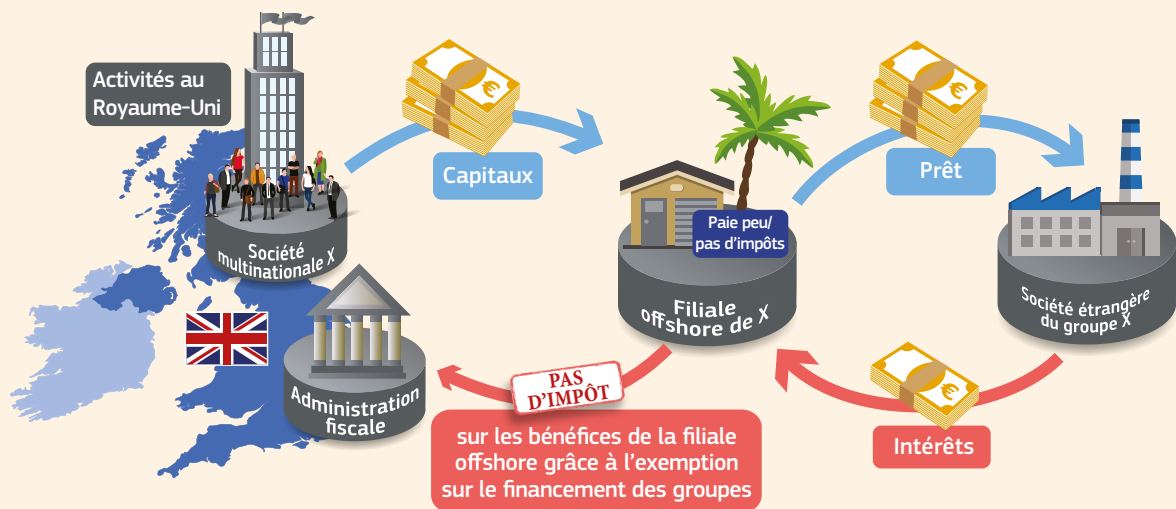 Activités au
Royaume-Uni
Capitaux
Prêt
Paie peu/
pas d'impôts
Société
multinationale X
Filiale
offshore de X
Société étrangère
du groupe X
Administration
fiscale
PAS
D'IMPÔT
sur les bénéfices de la filiale
offshore grâce à l'exemption
sur le financement des groupes
Intérêts